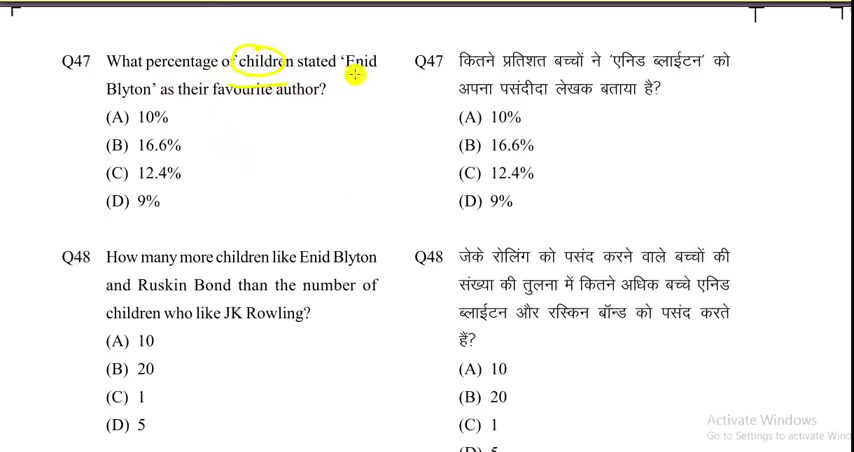 Q47 What percentage of children stated ‘Enid
Blyton’ as their favourite author?
(A) 10%
(B) 16.6%
(C) 12.4%
(D) 9%
Q48 How many more children like Enid Blyton
and Ruskin Bond than the number of
children who like JK Rowling?
(A) 10
(B) 20
(C) 1
(D) 5
Q47 कितने प्रतिशत बच्चों ने ‘एनिड ब्लाईटन’ को
अपना पसंदीदा लेखक बताया है?
(A) 10%
(B) 16.6%
(C) 12.4%
(D) 9%
Q48 जेके रोलिंग को पसंद करने वाले बच्चों की
संख्या की तुलना में कितने अधिक बच्चे एनिड
ब्लाईटन और रस्किन बॉन्ड को पसंद करते
हैं?
(A) 10
(B) 20
(C) 1
Activate Windows
Go to Settings to activate Wind